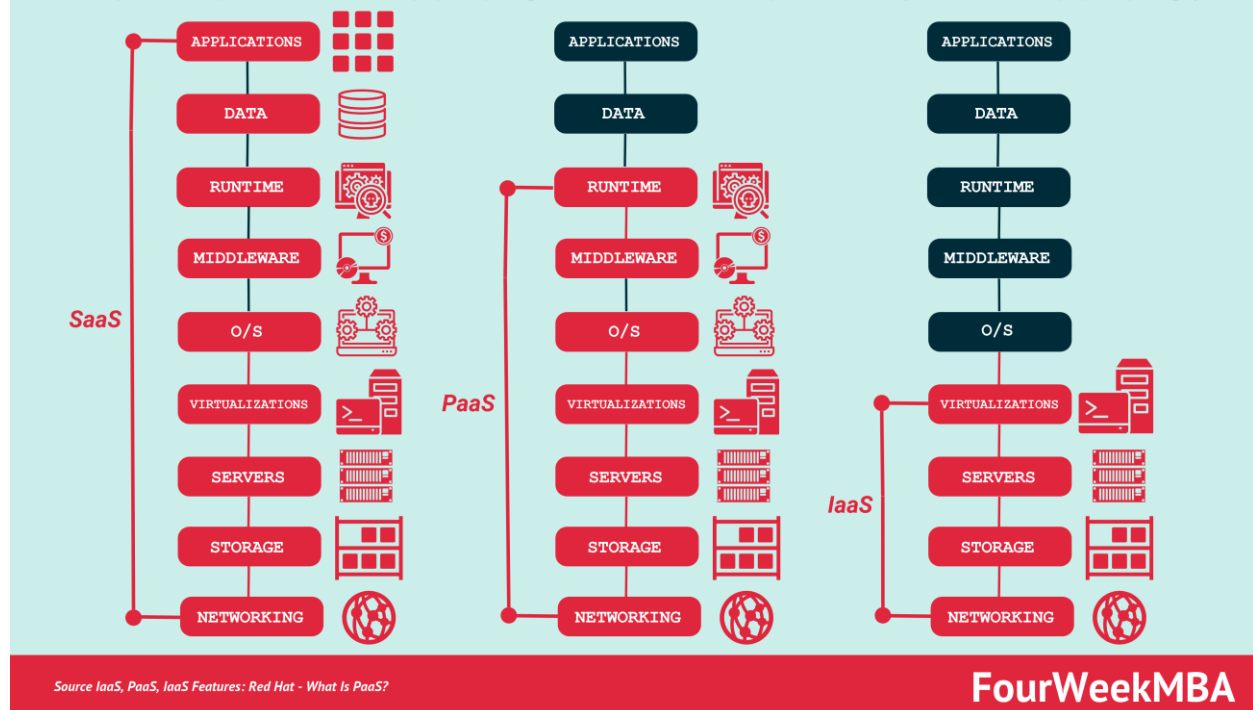 APPLICATIONS
DATA
RUNTIME
MIDDLEWARE
O/S
VIRTUALIZATIONS
SERVERS
STORAGE
NETWORKING
SaaS
APPLICATIONS
DATA
RUNTIME
MIDDLEWARE
O/S
VIRTUALIZATIONS
SERVERS
STORAGE
NETWORKING
PaaS
APPLICATIONS
DATA
RUNTIME
MIDDLEWARE
O/S
VIRTUALIZATIONS
SERVERS
STORAGE
NETWORKING
IaaS
Source IaaS, PaaS, IaaS Features: Red Hat - What Is PaaS?
FourWeekMBA